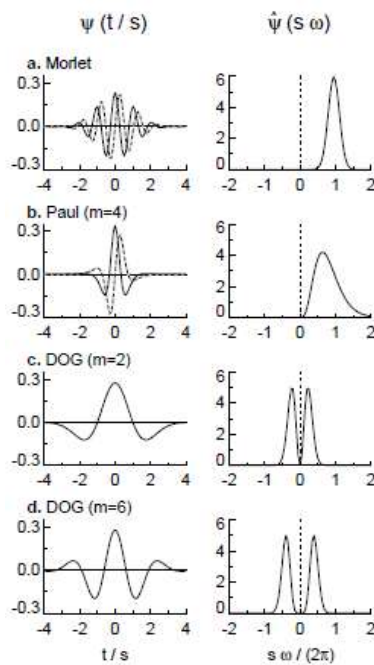 ψ (t / s) ψ̂ (s ω)
a. Morlet
0.3 6
4
0.0 2
-0.3 0
-4 -2 0 2 4 -2 -1 0 1 2
b. Paul (m=4)
0.3 6
4
0.0 2
-0.3 0
-4 -2 0 2 4 -2 -1 0 1 2
c. DOG (m=2)
0.3 6
4
0.0 2
-0.3 0
-4 -2 0 2 4 -2 -1 0 1 2
d. DOG (m=6)
0.3 6
4
0.0 2
-0.3 0
-4 -2 0 2 4 -2 -1 0 1 2
t / s s ω / (2π)